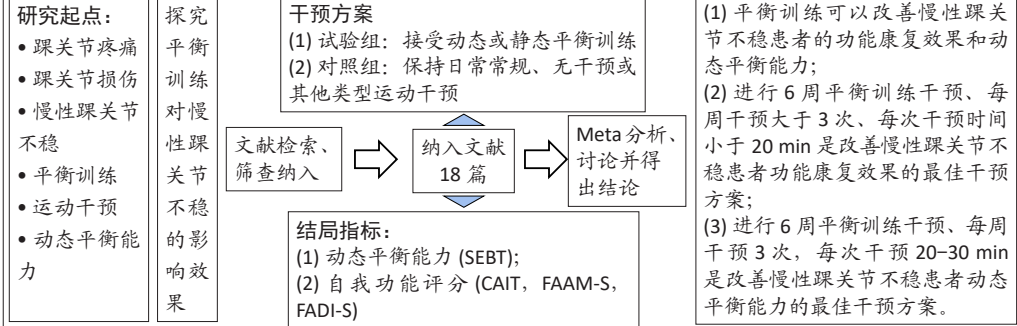 研究起点：
• 踝关节疼痛
• 踝关节损伤
• 慢性踝关节
不稳
• 平衡训练
• 运动干预
• 动态平衡能
力
探究
平衡
训练
对慢
性踝
关节
不稳
的影
响效
果
文献检索、
筛查纳入
干预方案
(1) 试验组：接受动态或静态平衡训练
(2) 对照组：保持日常常规、无干预或
其他类型运动干预
纳入文献
18 篇
结局指标：
(1) 动态平衡能力 (SEBT);
(2) 自我功能评分 (CAIT，FAAM-S，
FADI-S)
Meta 分析、
讨论并得
出结论
(1) 平衡训练可以改善慢性踝关
节不稳患者的功能康复效果和动
态平衡能力；
(2) 进行 6 周平衡训练干预、每
周干预大于 3 次、每次干预时间
小于 20 min 是改善慢性踝关节不
稳患者功能康复效果的最佳干预
方案；
(3) 进行 6 周平衡训练干预、每周
干预 3 次，每次干预 20–30 min
是改善慢性踝关节不稳患者动态
平衡能力的最佳干预方案。